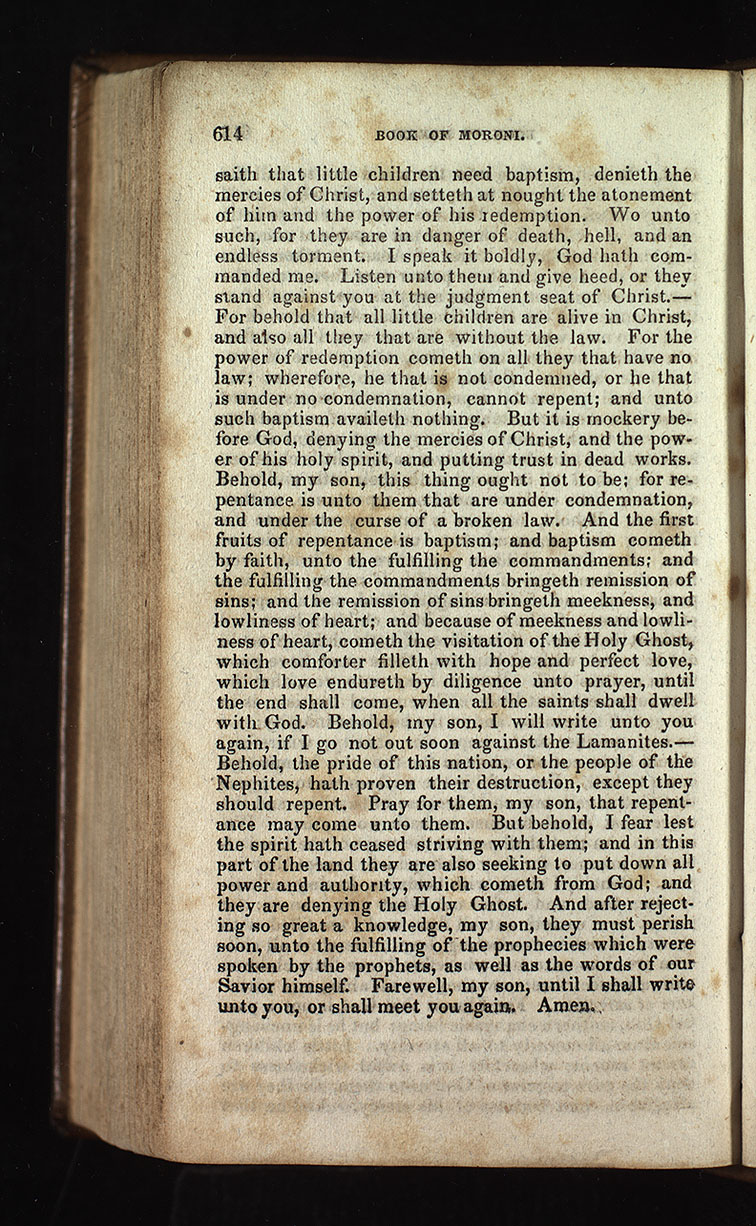 614 BOOK OF MORONI.
saith that little children need baptism, denieth the
mercies of Christ, and setteth at nought the atonement
of him and the power of his redemption. Wo unto
such, for they are in danger of death, hell, and an
endless torment. I speak it boldly, God hath com-
manded me. Listen unto them and give heed, or they
stand against you at the judgment seat of Christ.—
For behold that all little children are alive in Christ,
and also all they that are without the law. For the
power of redemption cometh on all they that have no
law; wherefore, he that is not condemned, or he that
is under no condemnation, cannot repent; and unto
such baptism availeth nothing. But it is mockery be-
fore God, denying the mercies of Christ, and the pow-
er of his holy spirit, and putting trust in dead works.
Behold, my son, this thing ought not to be; for re-
pentance is unto them that are under condemnation,
and under the curse of a broken law. And the first
fruits of repentance is baptism; and baptism cometh
by faith, unto the fulfilling the commandments; and
the fulfilling the commandments bringeth remission of
sins; and the remission of sins bringeth meekness, and
lowliness of heart; and because of meekness and lowli-
ness of heart, cometh the visitation of the Holy Ghost,
which comforter filleth with hope and perfect love,
which love endureth by diligence unto prayer, until
the end shall come, when all the saints shall dwell
with God. Behold, my son, I will write unto you
again, if I go not out soon against the Lamanites.—
Behold, the pride of this nation, or the people of the
Nephites, hath proven their destruction, except they
should repent. Pray for them, my son, that repent-
ance may come unto them. But behold, I fear lest
the spirit hath ceased striving with them; and in this
part of the land they are also seeking to put down all
power and authority, which cometh from God; and
they are denying the Holy Ghost. And after reject-
ing so great a knowledge, my son, they must perish
soon, unto the fulfilling of the prophecies which were
spoken by the prophets, as well as the words of our
Savior himself. Farewell, my son, until I shall write
unto you, or shall meet you again. Amen.